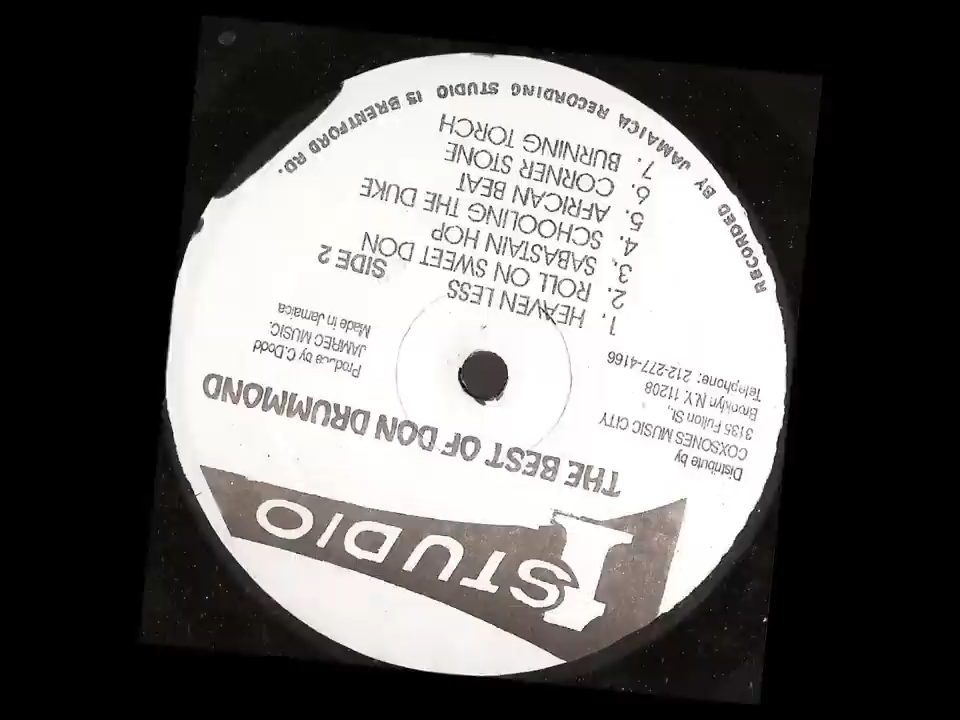 STUDIO 1
THE BEST OF DON DRUMMOND
Distribute by
COXSONES MUSIC CITY
3135 Fulton St.,
Brooklyn N.Y. 11208
Telephone: 212-277-4166
Produce by C.Dodd
JAMREC MUSIC.
Made in Jamaica
SIDE 2
1. HEAVEN LESS
2. ROLL ON SWEET DON
3. SABASTAIN HOP
4. SCHOOLING THE DUKE
5. AFRICAN BEAT
6. CORNER STONE
7. BURNING TORCH
RECORDED BY JAMAICA RECORDING STUDIO 13 BRENTFORD RD.